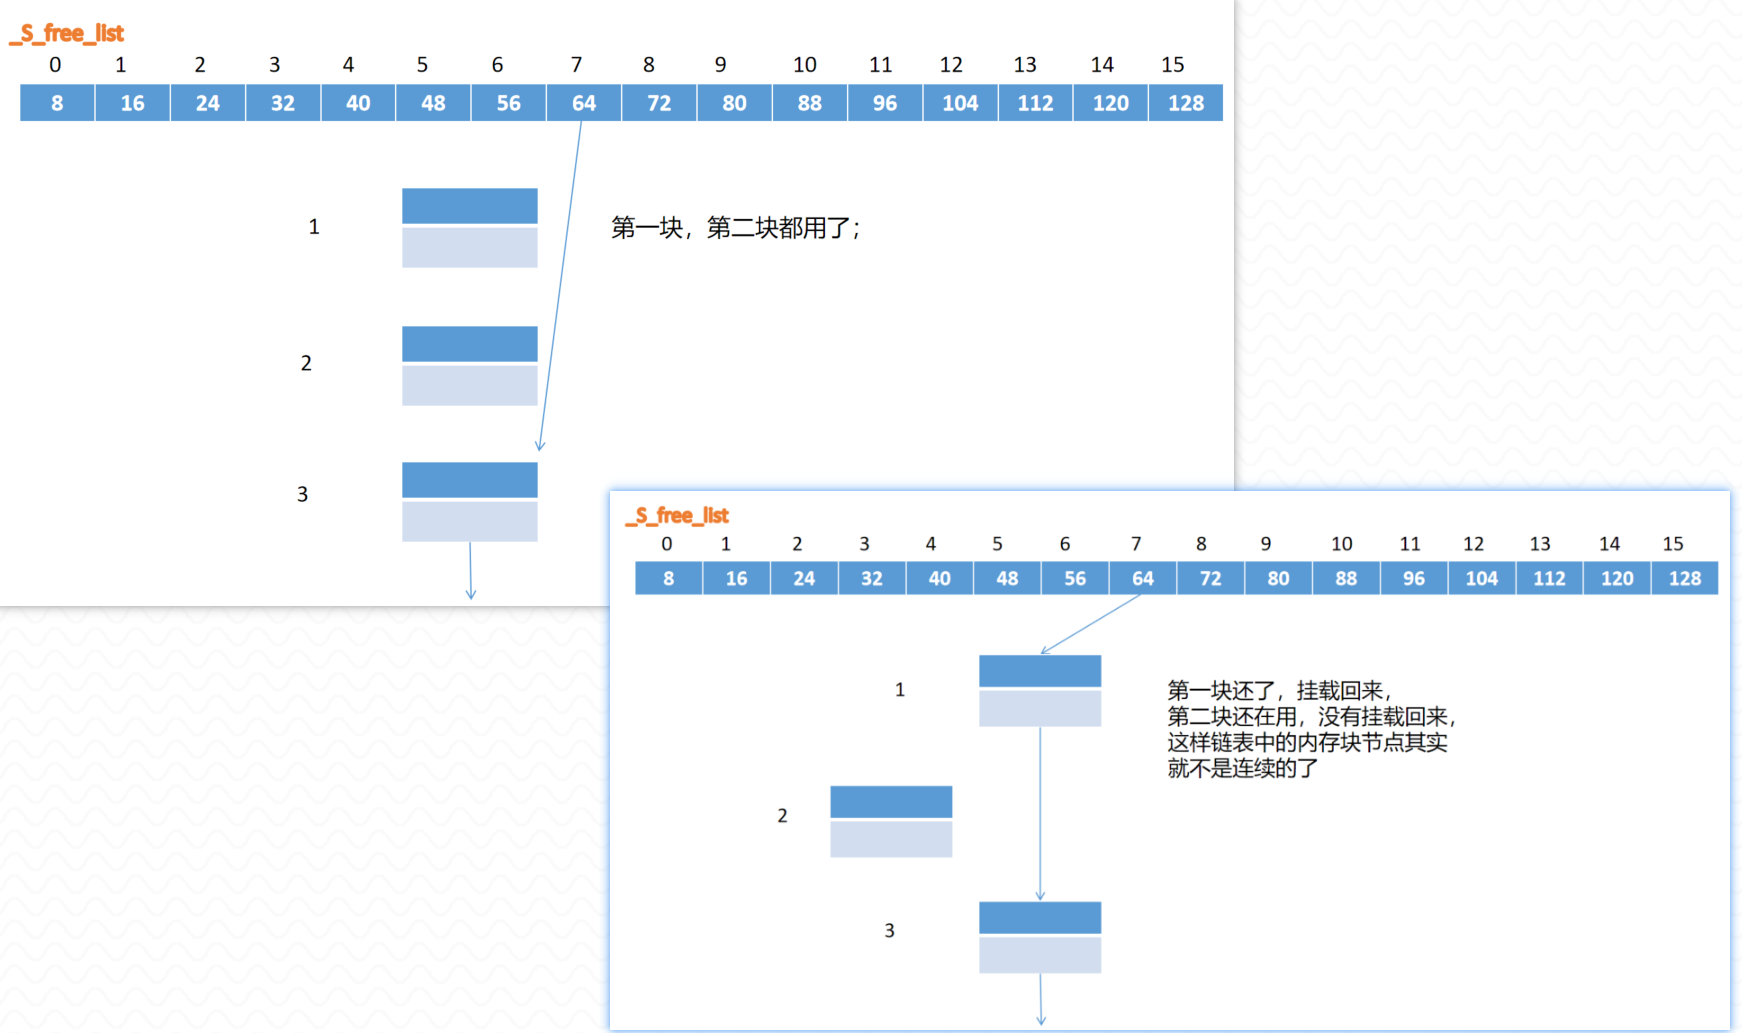 _S_free_list
0 1 2 3 4 5 6 7 8 9 10 11 12 13 14 15
8 16 24 32 40 48 56 64 72 80 88 96 104 112 120 128
1
第一块，第二块都用了；
2
3
_S_free_list
0 1 2 3 4 5 6 7 8 9 10 11 12 13 14 15
8 16 24 32 40 48 56 64 72 80 88 96 104 112 120 128
1
第一块还了，挂载回来，
第二块还在用，没有挂载回来，
这样链表中的内存块节点其实
就不是连续的了
2
3